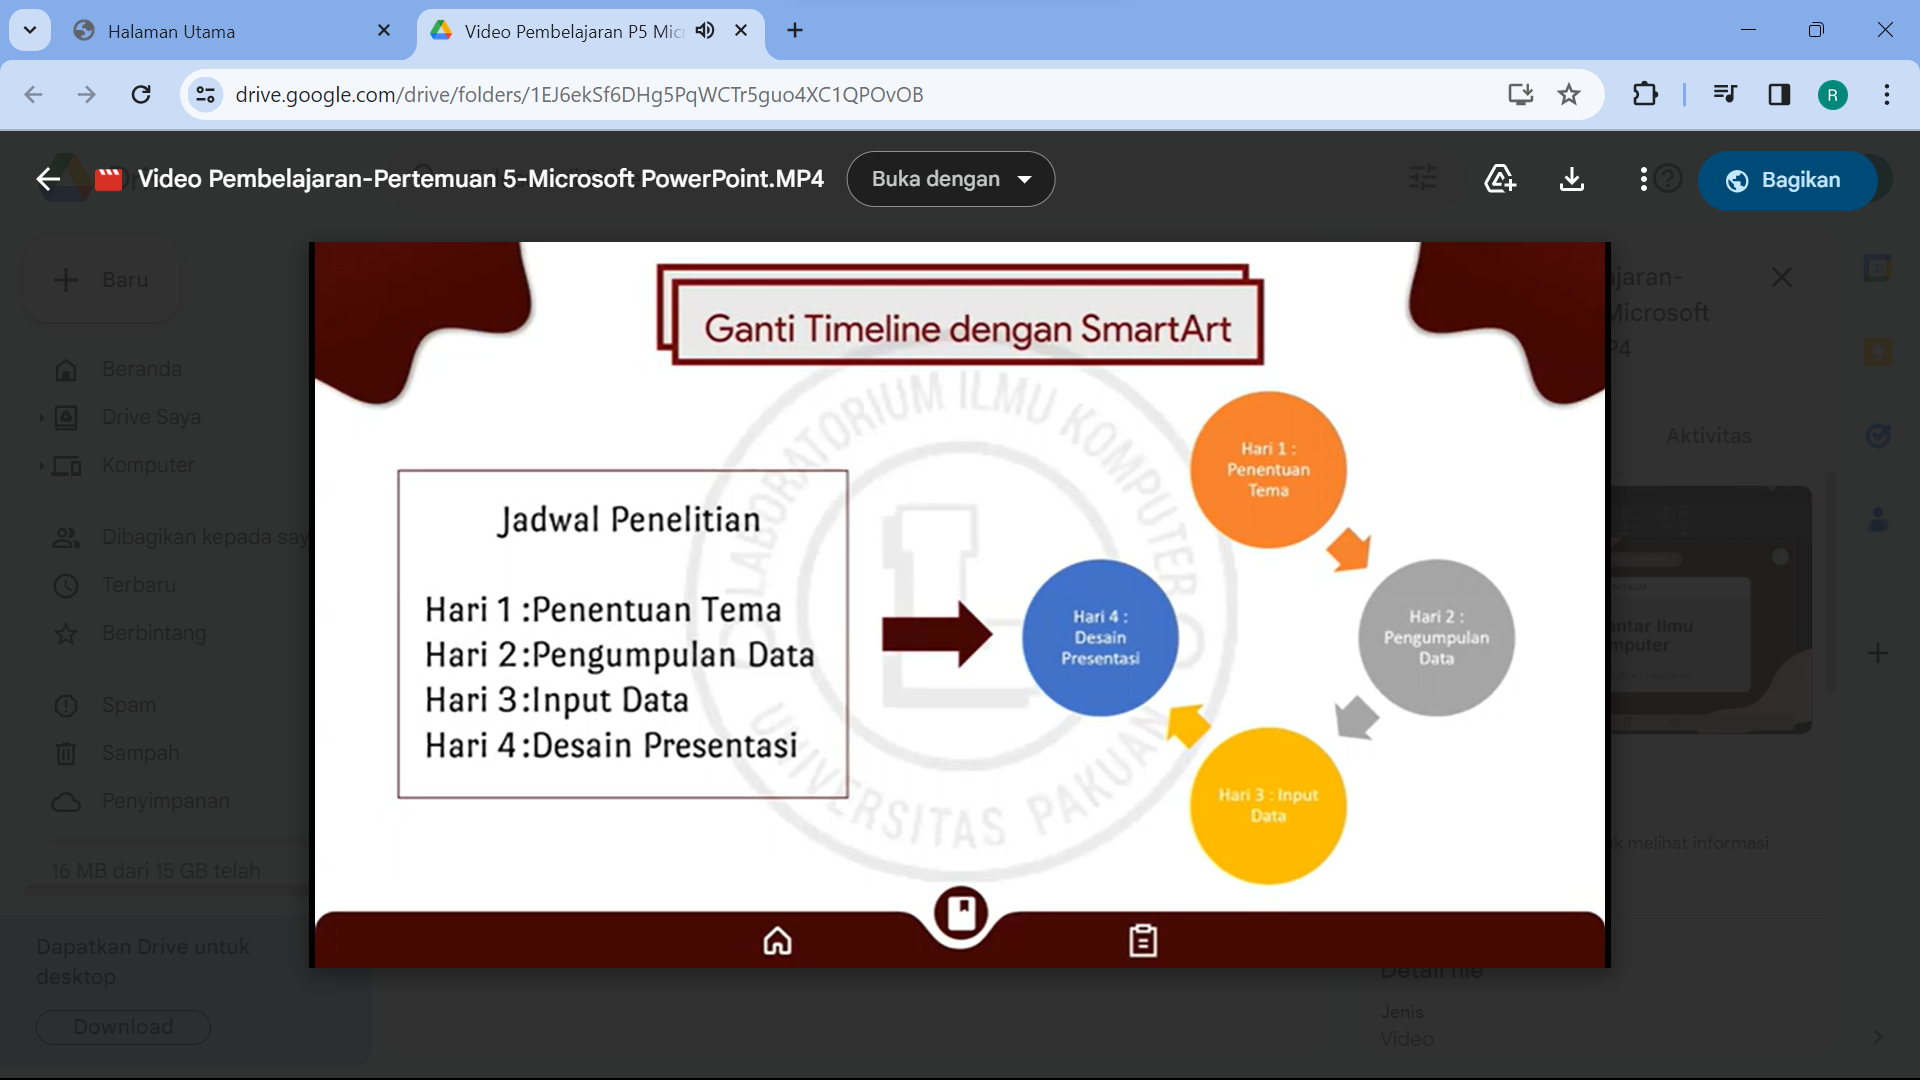 Halaman Utama
Video Pembelajaran P5 Mic
drive.google.com/drive/folders/1EJ6ekSf6DHg5PqWCTr5guo4XC1QPOvOB
R
Video Pembelajaran-Pertemuan 5-Microsoft PowerPoint.MP4
Buka dengan
Bagikan
Baru
Beranda
Drive Saya
Komputer
Dibagikan kepada say
Terbaru
Berbintang
Spam
Sampah
Penyimpanan
16 MB dari 15 GB telah
Dapatkan Drive untuk
desktop
Download
Ganti Timeline dengan SmartArt
LABORATORIUM ILMU KOMPUTER
UNIVERSITAS PAKUAN
Jadwal Penelitian
Hari 1 :Penentuan Tema
Hari 2 :Pengumpulan Data
Hari 3 :Input Data
Hari 4 :Desain Presentasi
Hari 1 :
Penentuan
Tema
Hari 2 :
Pengumpulan
Data
Hari 3 : Input
Data
Hari 4 :
Desain
Presentasi
ajaran-
Microsoft
P4
31
Aktivitas
antar Ilmu
mputer
k melihat informasi
Detail file
Jenis
Video